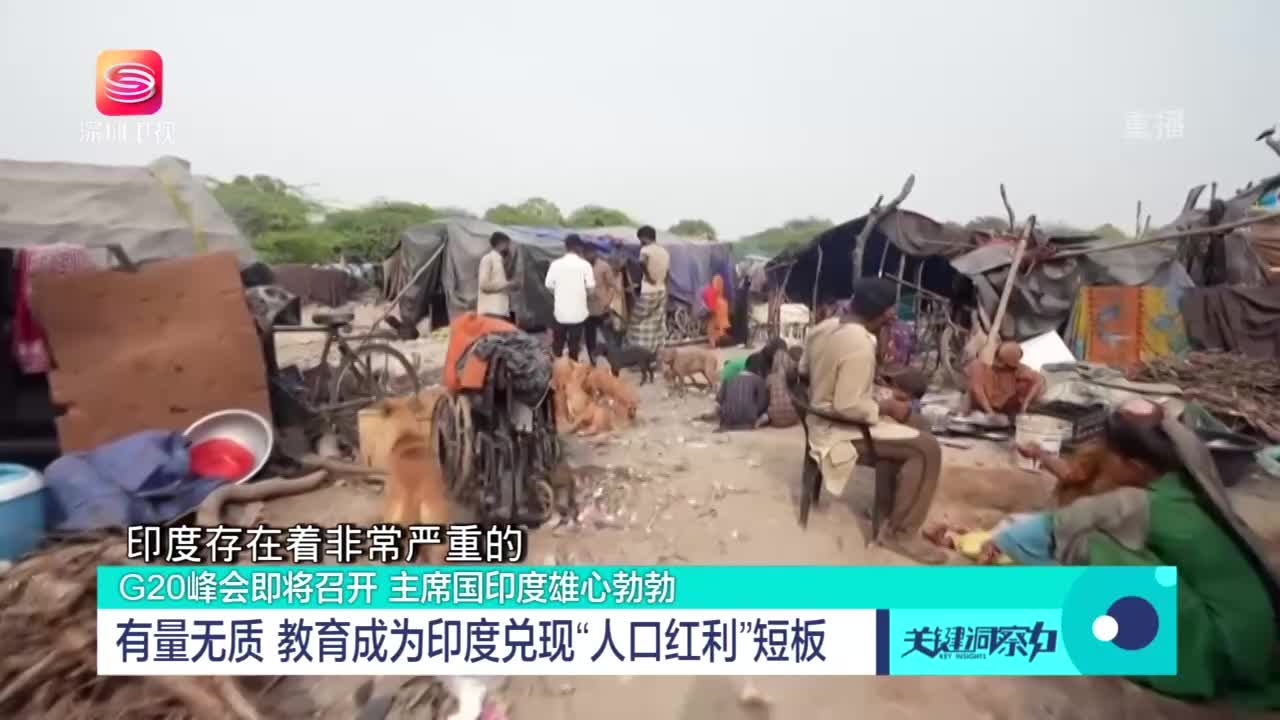 深圳卫视
重播
印度存在着非常严重的
G20峰会即将召开 主席国印度雄心勃勃
有量无质 教育成为印度兑现“人口红利”短板
关键洞察力
KEY INSIGHTS